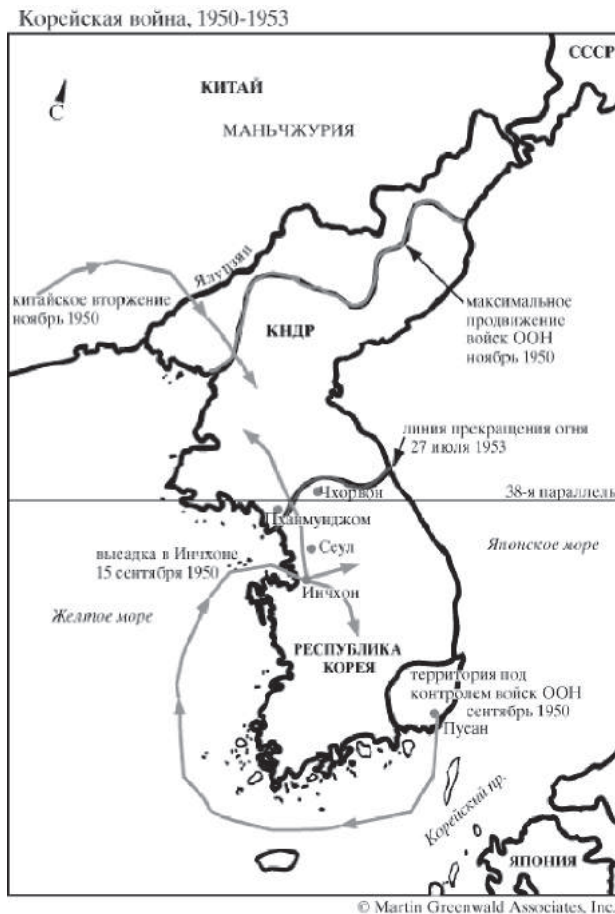 Корейская война, 1950-1953
СССР
КИТАЙ
С
МАНЬЧЖУРИЯ
Ялуцзян
китайское вторжение
ноябрь 1950
максимальное
продвижение
войск ООН
ноябрь 1950
КНДР
линия прекращения огня
27 июля 1953
Чхорвон
38-я параллель
Пханмунджом
Сеул
Японское море
высадка в Инчхоне
15 сентября 1950
Инчхон
Желтое море
РЕСПУБЛИКА
КОРЕЯ
территория под
контролем войск ООН
сентябрь 1950
Пусан
Корейский пр.
ЯПОНИЯ
© Martin Greenwald Associates, Inc.